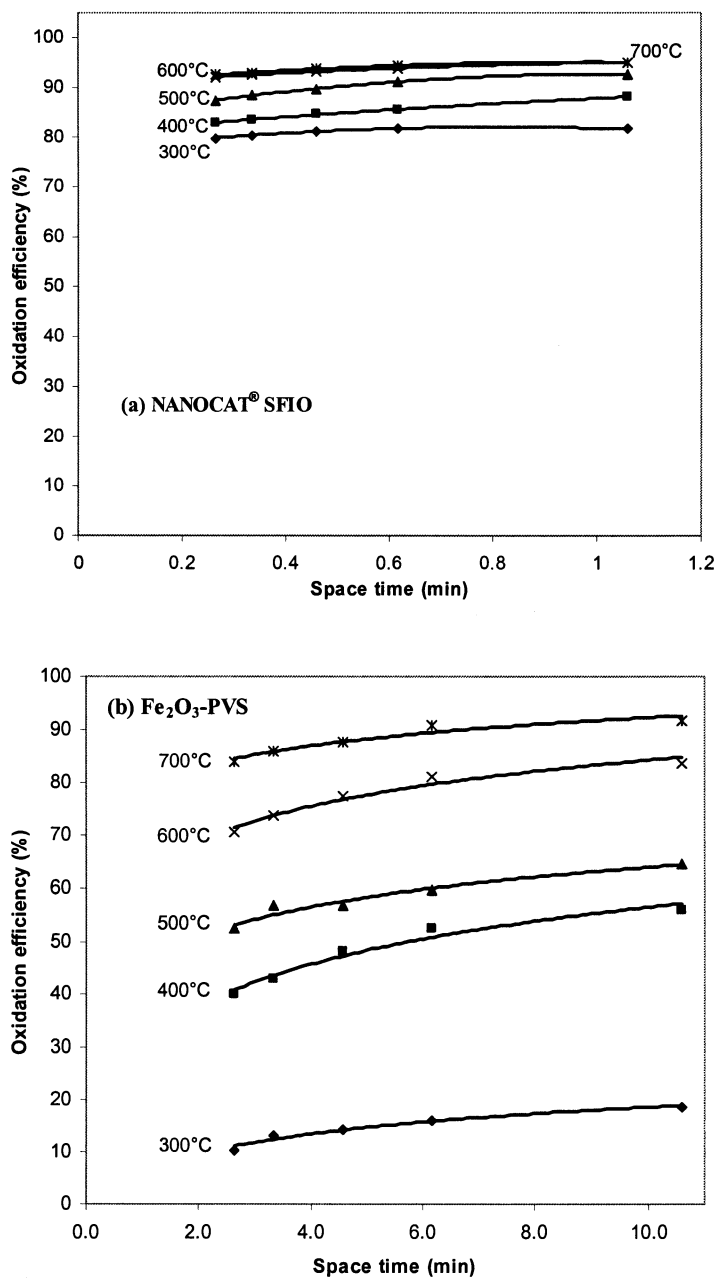 100
90
80
70
60
50
40
30
20
10
0
Oxidation efficiency (%)
600°C
700°C
500°C
400°C
300°C
(a) NANOCAT® SFIO
0 0.2 0.4 0.6 0.8 1 1.2
Space time (min)
100
90
80
70
60
50
40
30
20
10
0
Oxidation efficiency (%)
(b) Fe₂O₃-PVS
700°C
600°C
500°C
400°C
300°C
0.0 2.0 4.0 6.0 8.0 10.0
Space time (min)